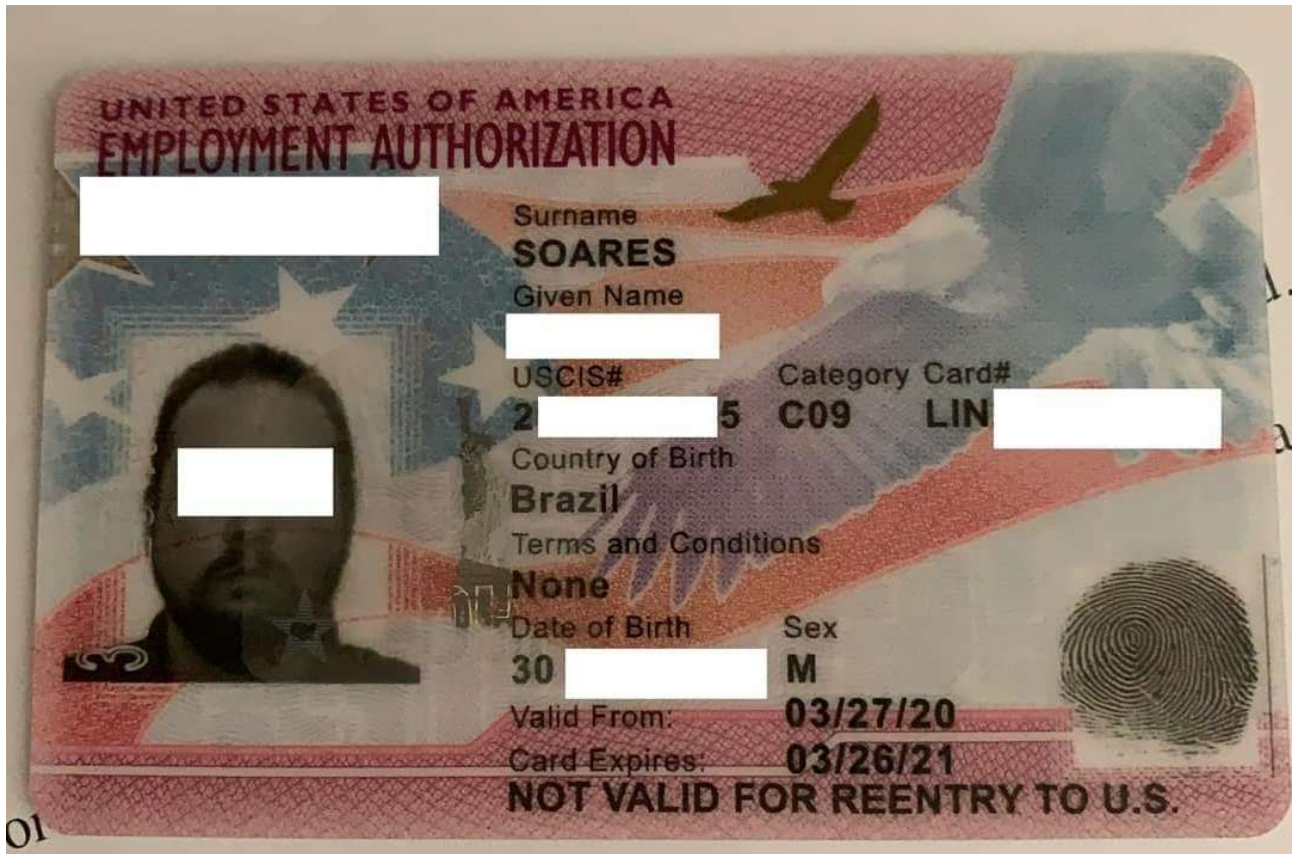 UNITED STATES OF AMERICA
EMPLOYMENT AUTHORIZATION
Surname
SOARES
Given Name
USCIS#
Category
Card#
2
5
C09
LIN
Country of Birth
Brazil
Terms and Conditions
None
Date of Birth
Sex
30
M
Valid From:
03/27/20
Card Expires:
03/26/21
NOT VALID FOR REENTRY TO U.S.